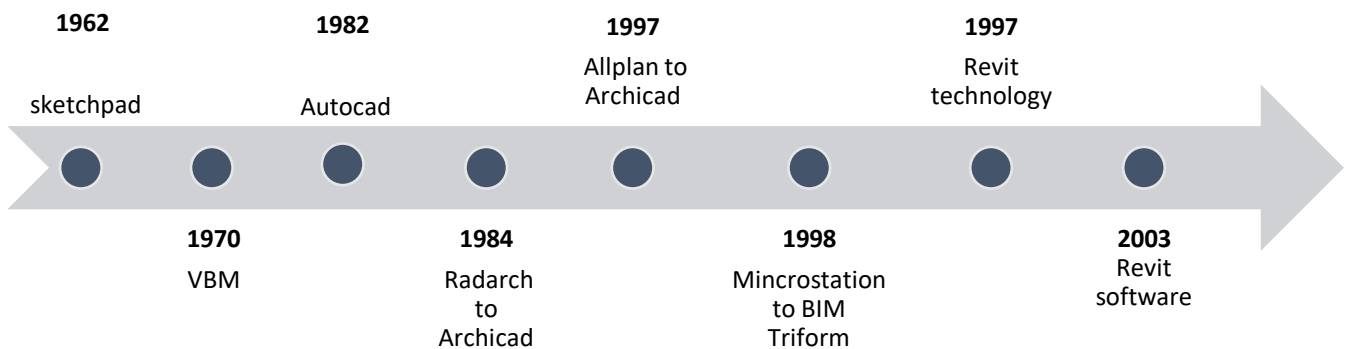 1962
sketchpad
1970
VBM
1982
Autocad
1984
Radarch
to
Archicad
1997
Allplan to
Archicad
1998
Mincrostation
to BIM
Triform
1997
Revit
technology
2003
Revit
software